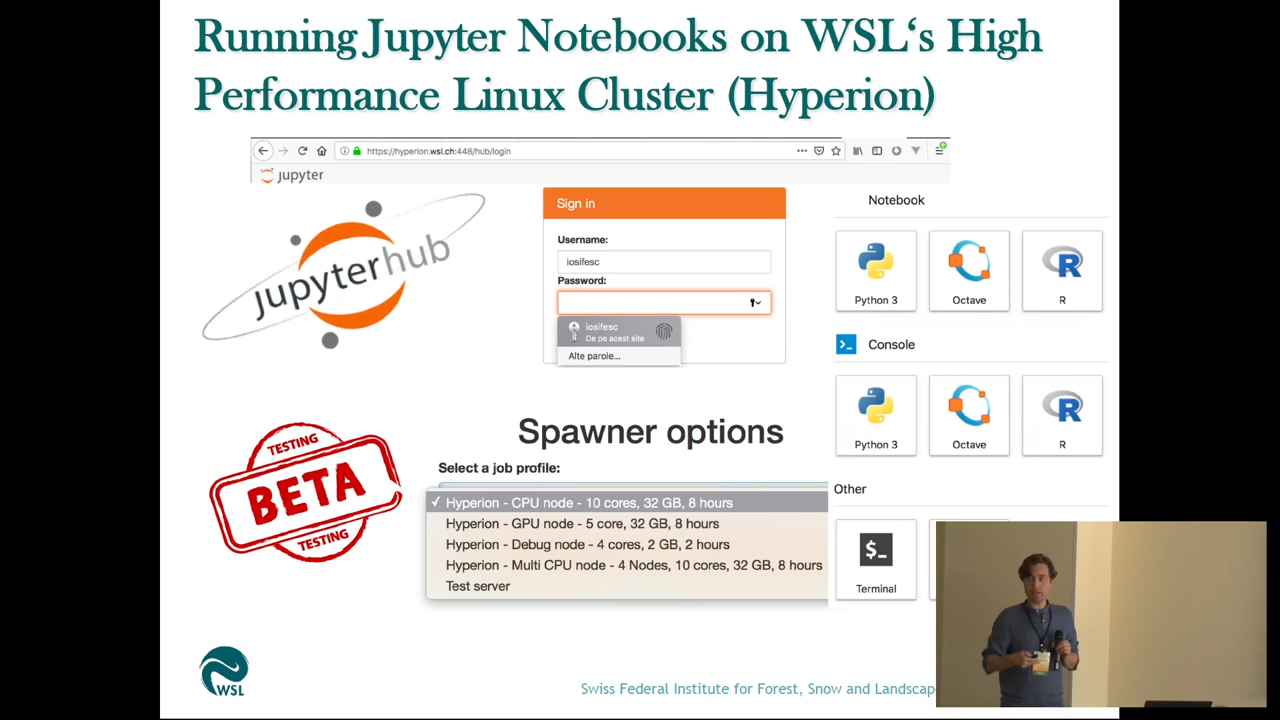 Running Jupyter Notebooks on WSL‘s High
Performance Linux Cluster (Hyperion)
https://hyperion.wsl.ch:448/hub/login
jupyter
jupyterhub
Sign in
Username:
iosifesc
Password:
iosifesc
De pe acest site
Alte parole...
Notebook
Python 3
Octave
R
Console
Python 3
Octave
R
Other
Terminal
TESTING
BETA
TESTING
Spawner options
Select a job profile:
✓ Hyperion - CPU node - 10 cores, 32 GB, 8 hours
Hyperion - GPU node - 5 core, 32 GB, 8 hours
Hyperion - Debug node - 4 cores, 2 GB, 2 hours
Hyperion - Multi CPU node - 4 Nodes, 10 cores, 32 GB, 8 hours
Test server
WSL
Swiss Federal Institute for Forest, Snow and Landscap